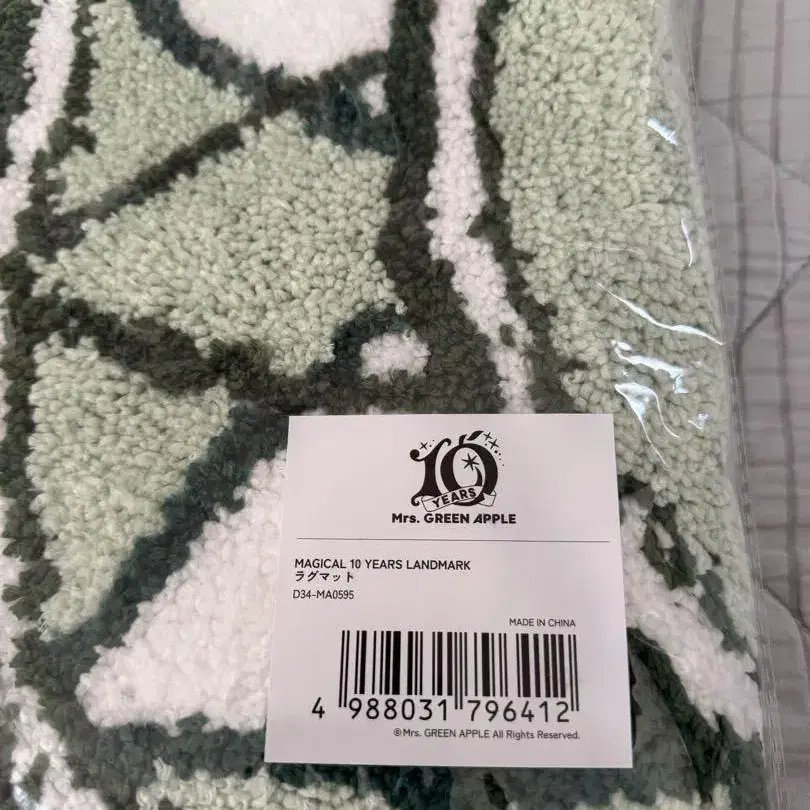 10
YEARS
Mrs. GREEN APPLE
MAGICAL 10 YEARS LANDMARK
ラグマット
D34-MA0595
MADE IN CHINA
4 988031 796412
©Mrs. GREEN APPLE All Rights Reserved.